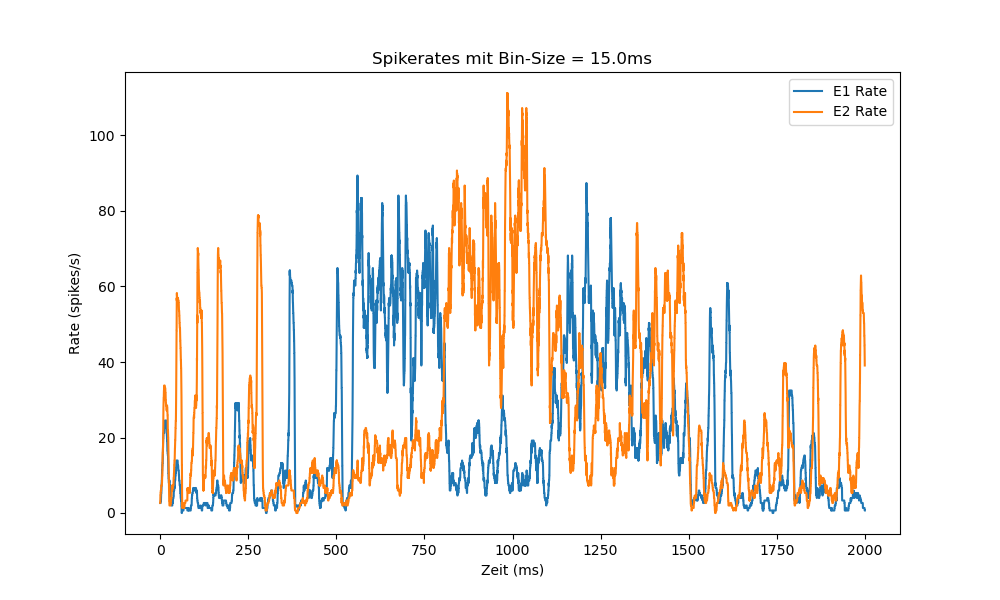 Spikerates mit Bin-Size = 15.0ms
E1 Rate
E2 Rate
Rate (spikes/s)
100
80
60
40
20
0
0 250 500 750 1000 1250 1500 1750 2000
Zeit (ms)